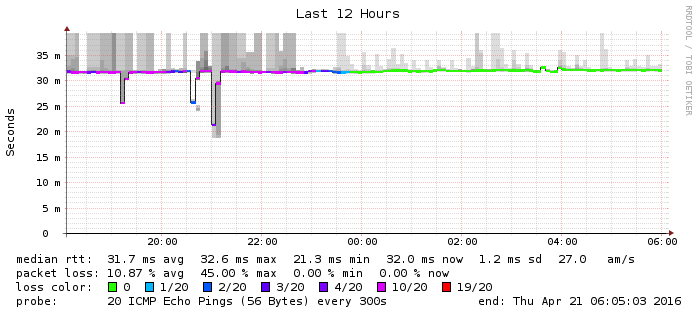 Last 12 Hours
RRDTOOL / TOBI OETIKER
Seconds
35 m
30 m
25 m
20 m
15 m
10 m
5 m
0
20:00 22:00 00:00 02:00 04:00 06:00
median rtt: 31.7 ms avg 32.6 ms max 21.3 ms min 32.0 ms now 1.2 ms sd 27.0 am/s
packet loss: 10.87 % avg 45.00 % max 0.00 % min 0.00 % now
loss color: 0 1/20 2/20 3/20 4/20 10/20 19/20
probe: 20 ICMP Echo Pings (56 Bytes) every 300s end: Thu Apr 21 06:05:03 2016